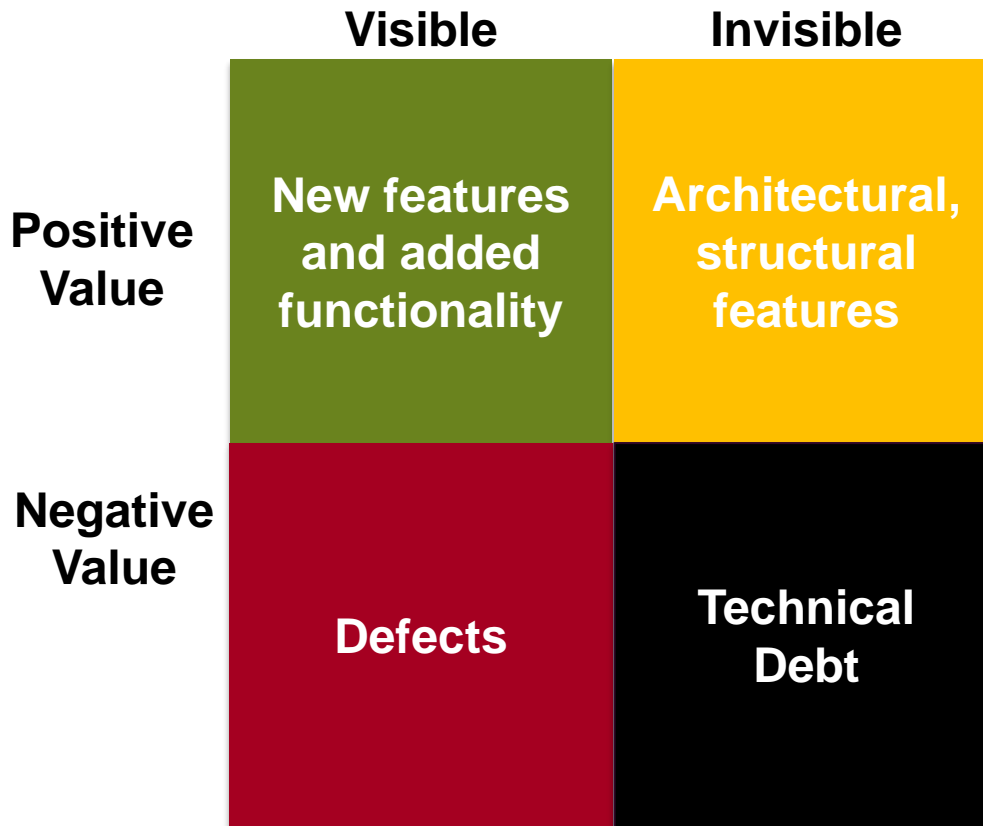 Visible
Invisible
Positive
Value
New features
and added
functionality
Architectural,
structural
features
Negative
Value
Defects
Technical
Debt